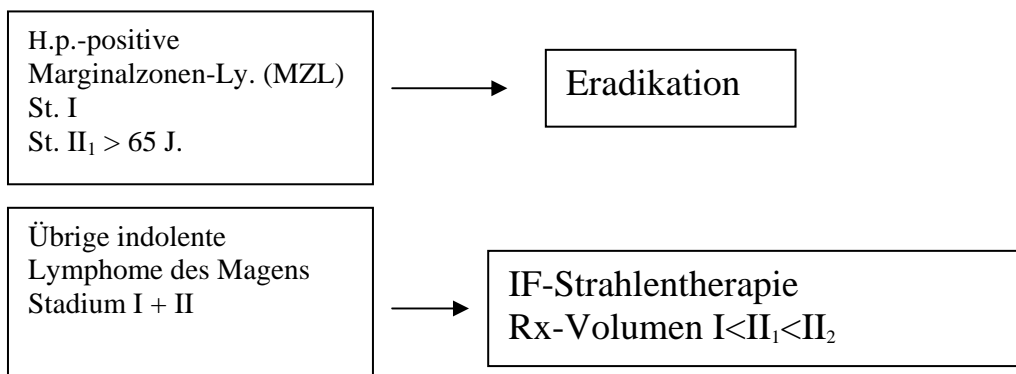 H.p.-positive
Marginalzonen-Ly. (MZL)
St. I
St. II₁ > 65 J.
Eradikation
Übrige indolente
Lymphome des Magens
Stadium I + II
IF-Strahlentherapie
Rx-Volumen I<II₁<II₂